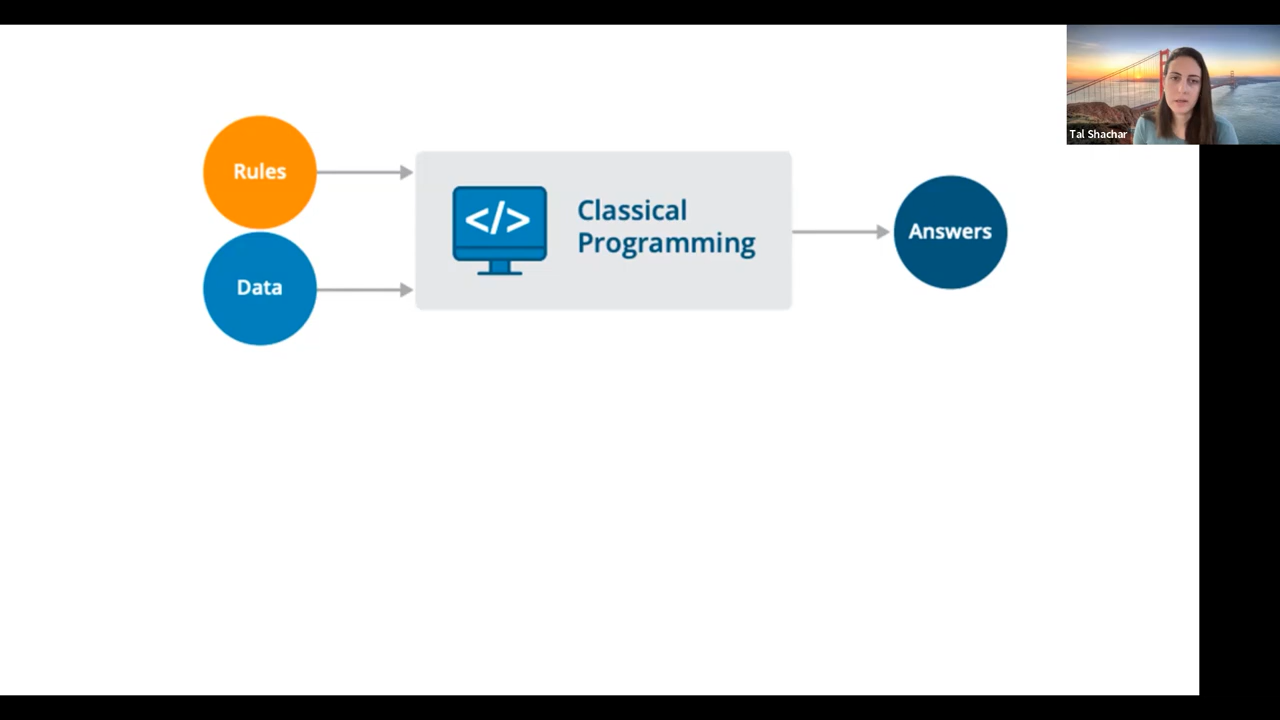 Rules
Data
</>
Classical
Programming
Answers
Tal Shachar